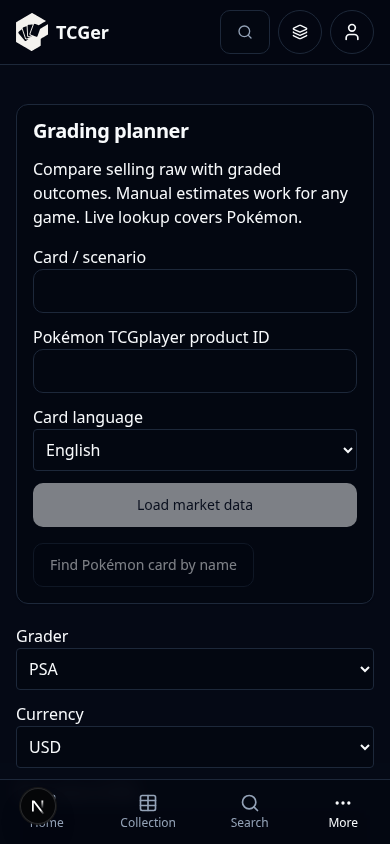 TCGer
Grading planner
Compare selling raw with graded
outcomes. Manual estimates work for any
game. Live lookup covers Pokémon.
Card / scenario
Pokémon TCGplayer product ID
Card language
English
Load market data
Find Pokémon card by name
Grader
PSA
Currency
USD
N
Home
Collection
Search
More